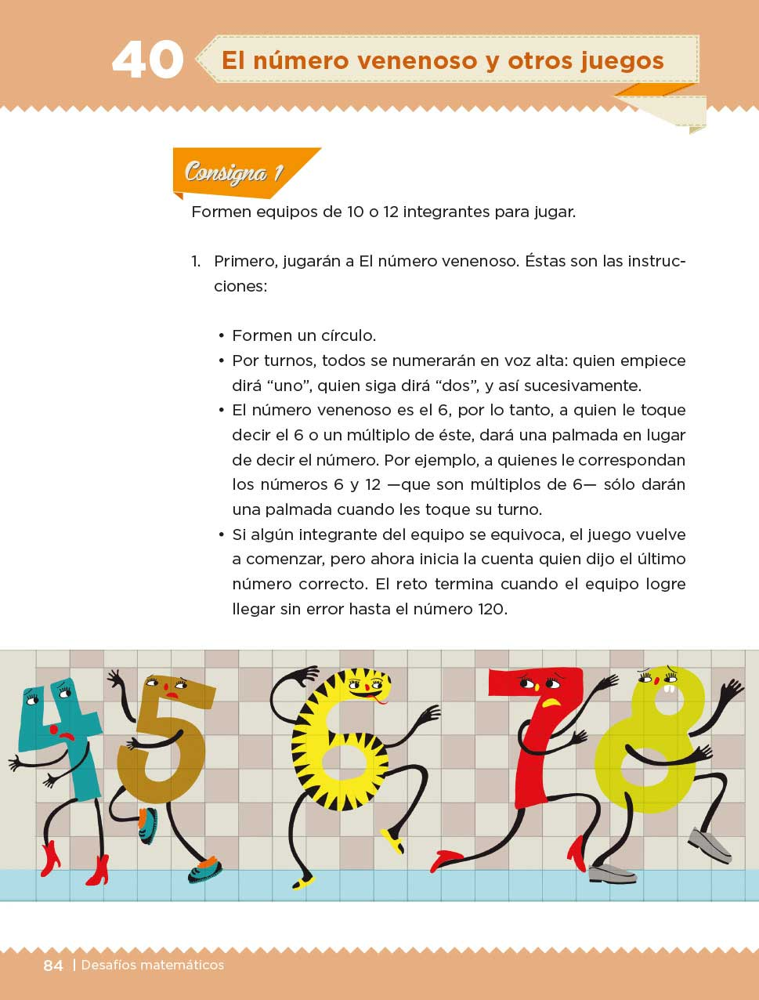 40
El número venenoso y otros juegos
Consigna 1
Formen equipos de 10 o 12 integrantes para jugar.
1. Primero, jugarán a El número venenoso. Éstas son las instruc-
ciones:
• Formen un círculo.
• Por turnos, todos se numerarán en voz alta: quien empiece
dirá “uno”, quien siga dirá “dos”, y así sucesivamente.
• El número venenoso es el 6, por lo tanto, a quien le toque
decir el 6 o un múltiplo de éste, dará una palmada en lugar
de decir el número. Por ejemplo, a quienes le correspondan
los números 6 y 12 —que son múltiplos de 6— sólo darán
una palmada cuando les toque su turno.
• Si algún integrante del equipo se equivoca, el juego vuelve
a comenzar, pero ahora inicia la cuenta quien dijo el último
número correcto. El reto termina cuando el equipo logre
llegar sin error hasta el número 120.
4 5 6 7 8
84 | Desafíos matemáticos